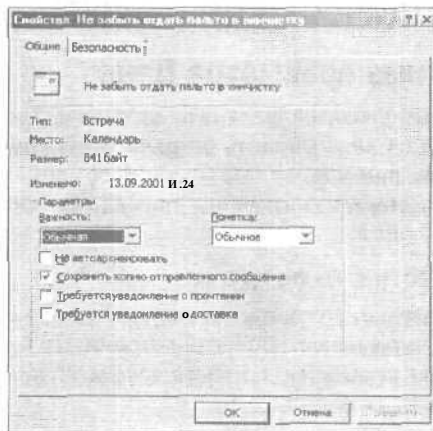 Свойства: Не забыть отдать пальто в химчистку
Общие Безопасность
Не забыть отдать пальто в химчистку
Тип: Встреча
Место: Календарь
Размер: 841 байт
Изменено: 13.09.2001 И.24
Параметры
Важность: Пометка:
Обычная Обычное
Не автоархивировать
Сохранить копию отправленного сообщения
Требуется уведомление о прочтении
Требуется уведомление о доставке
OK Отмена